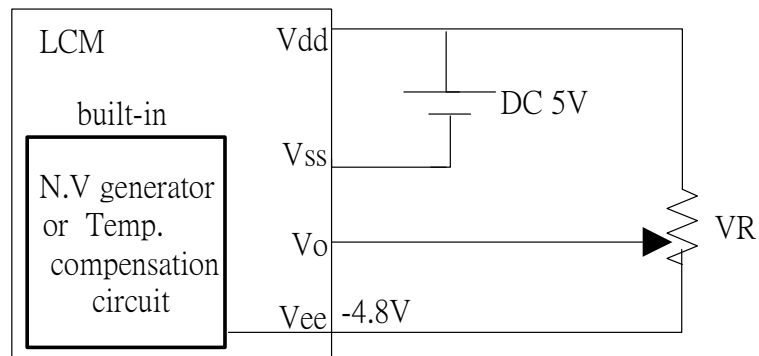 LCM
Vdd
built-in
DC 5V
Vss
N.V generator
or Temp.
compensation
circuit
Vo
VR
Vee
-4.8V